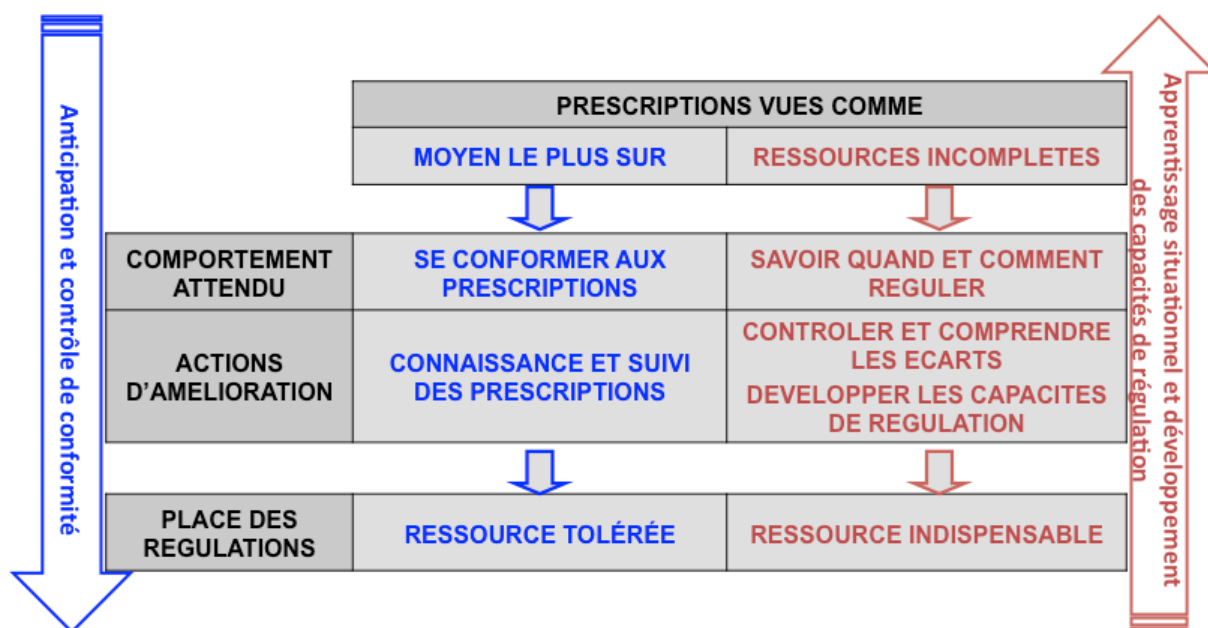 Anticipation et contrôle de conformité
PRESCRIPTIONS VUES COMME
MOYEN LE PLUS SUR
RESSOURCES INCOMPLETES
COMPORTEMENT
ATTENDU
SE CONFORMER AUX
PRESCRIPTIONS
SAVOIR QUAND ET COMMENT
REGULER
ACTIONS
D’AMELIORATION
CONNAISSANCE ET SUIVI
DES PRESCRIPTIONS
CONTROLER ET COMPRENDRE
LES ECARTS
DEVELOPPER LES CAPACITES
DE REGULATION
PLACE DES
REGULATIONS
RESSOURCE TOLÉRÉE
RESSOURCE INDISPENSABLE
Apprentissage situationnel et développement
des capacités de régulation